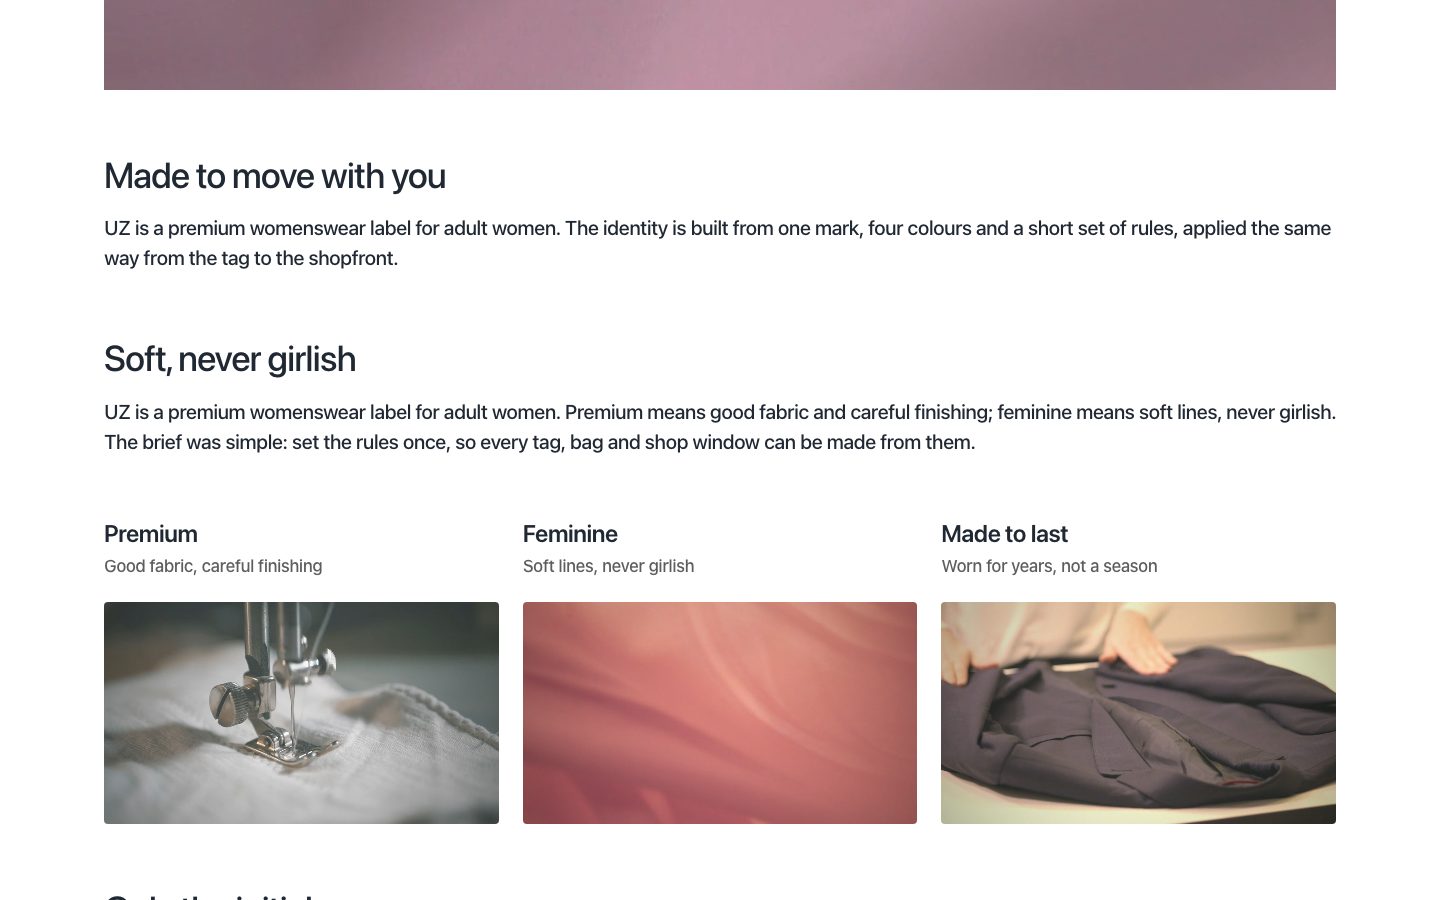 Made to move with you
UZ is a premium womenswear label for adult women. The identity is built from one mark, four colours and a short set of rules, applied the same
way from the tag to the shopfront.
Soft, never girlish
UZ is a premium womenswear label for adult women. Premium means good fabric and careful finishing; feminine means soft lines, never girlish.
The brief was simple: set the rules once, so every tag, bag and shop window can be made from them.
Premium
Feminine
Made to last
Good fabric, careful finishing
Soft lines, never girlish
Worn for years, not a season